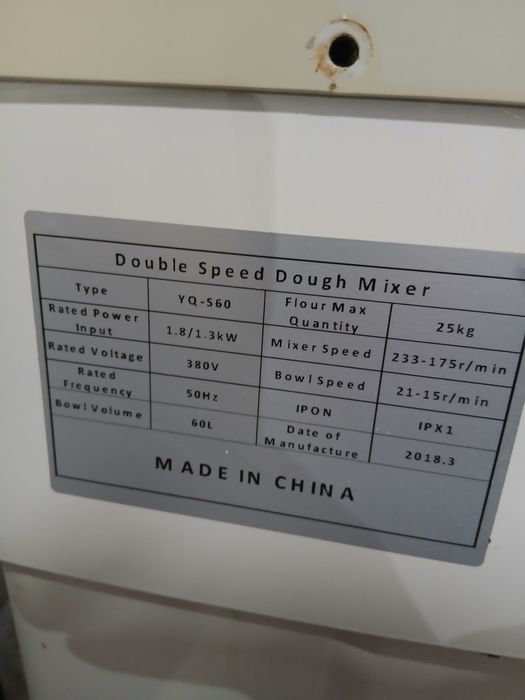 Double Speed Dough Mixer
Type YQ-S60 Flour Max Quantity 25kg
Rated Power Input 1.8/1.3kW Mixer Speed 233-175r/min
Rated Voltage 380V Bowl Speed 21-15r/min
Rated Frequency 50Hz IPON IPX1
Bowl Volume 60L Date of Manufacture 2018.3
MADE IN CHINA